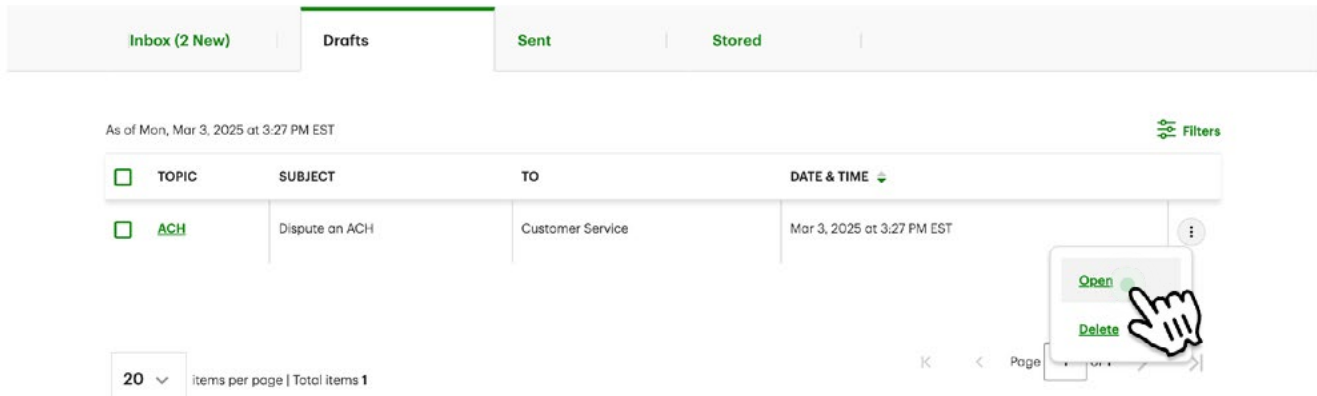 Inbox (2 New) Drafts Sent Stored
As of Mon, Mar 3, 2025 at 3:27 PM EST
Filters
TOPIC SUBJECT TO DATE & TIME
ACH Dispute an ACH Customer Service Mar 3, 2025 at 3:27 PM EST
Open
Delete
20 items per page | Total items 1
Page